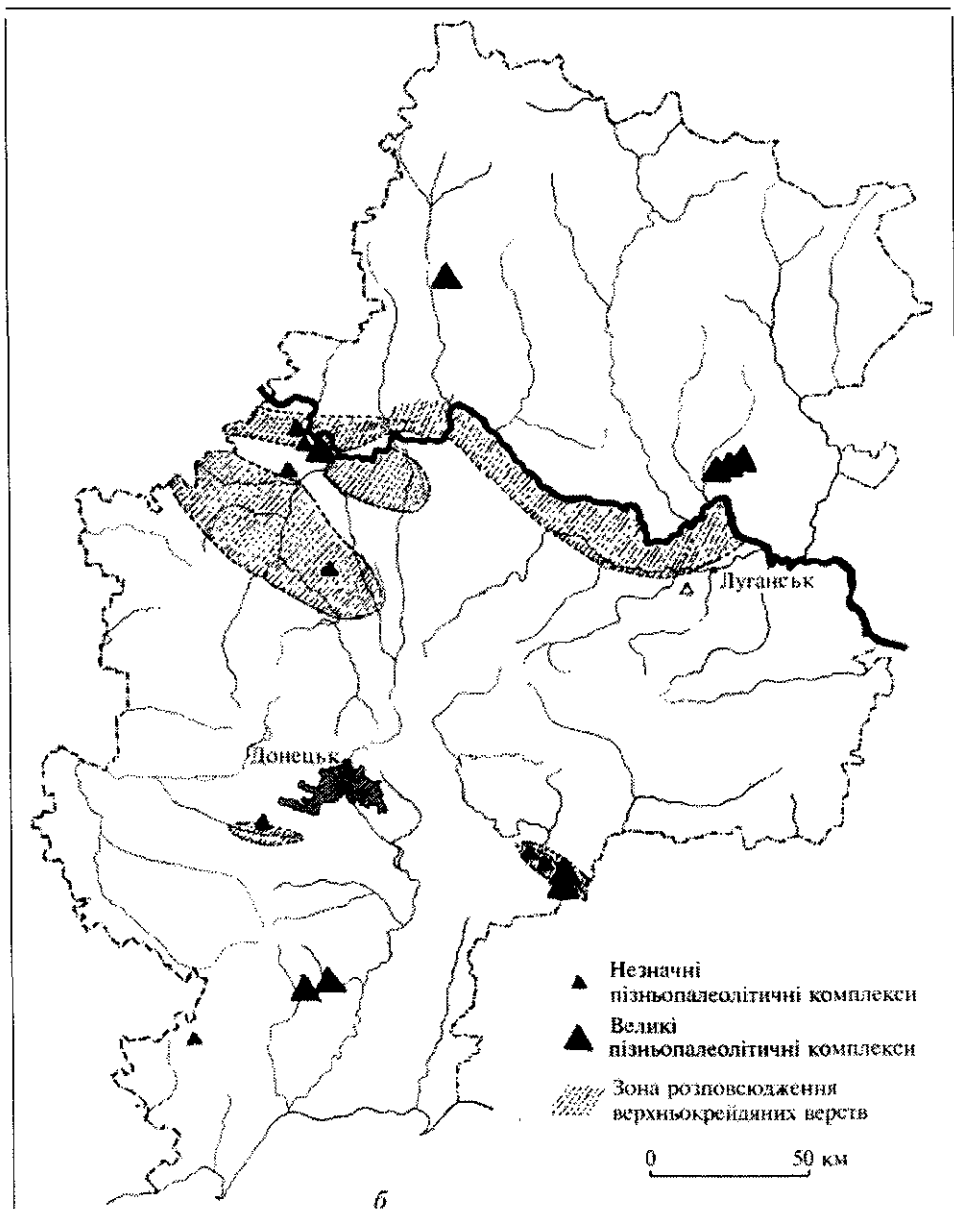 Луганськ
Донецьк
Незначні
пізньопалеолітичні комплекси
Великі
пізньопалеолітичні комплекси
Зона розповсюдження
верхньокрейдяних верств
0 50 км
б